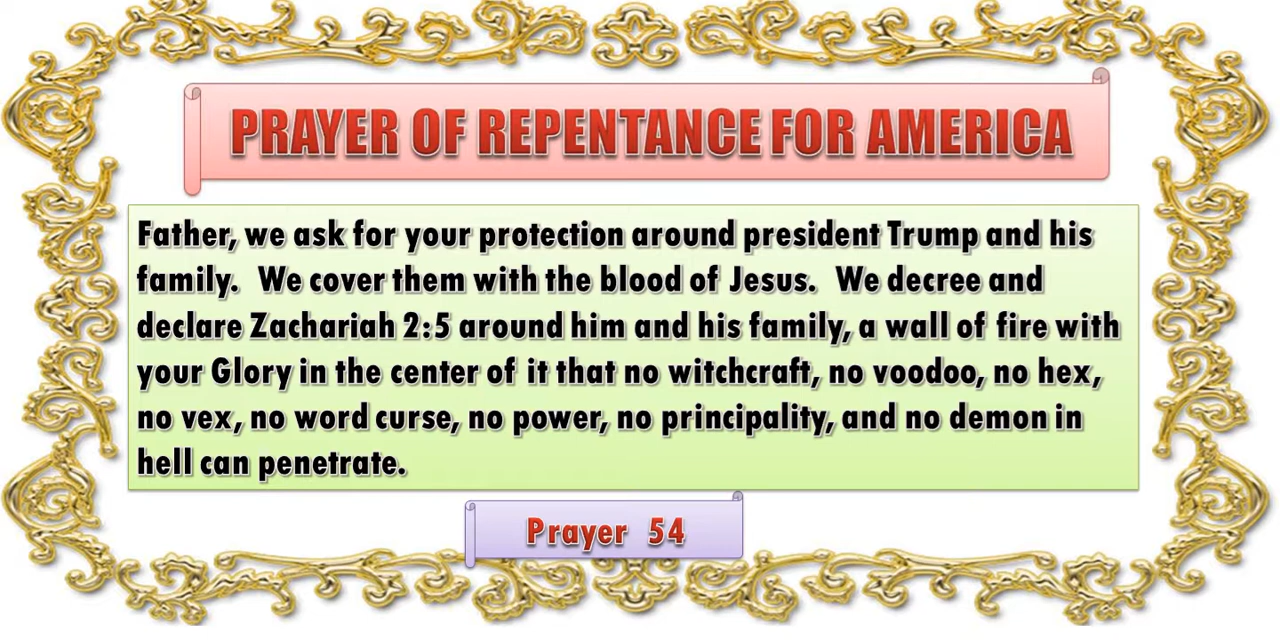 PRAYER OF REPENTANCE FOR AMERICA
Father, we ask for your protection around president Trump and his
family. We cover them with the blood of Jesus. We decree and
declare Zachariah 2:5 around him and his family, a wall of fire with
your Glory in the center of it that no witchcraft, no voodoo, no hex,
no vex, no word curse, no power, no principality, and no demon in
hell can penetrate.
Prayer 54